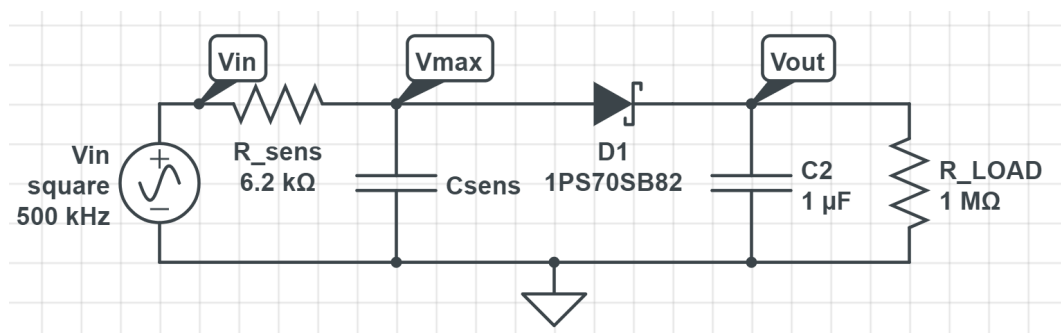 Vin
Vmax
Vout
Vin
square
500 kHz
R_sens
6.2 kΩ
Csens
D1
1PS70SB82
C2
1 µF
R_LOAD
1 MΩ